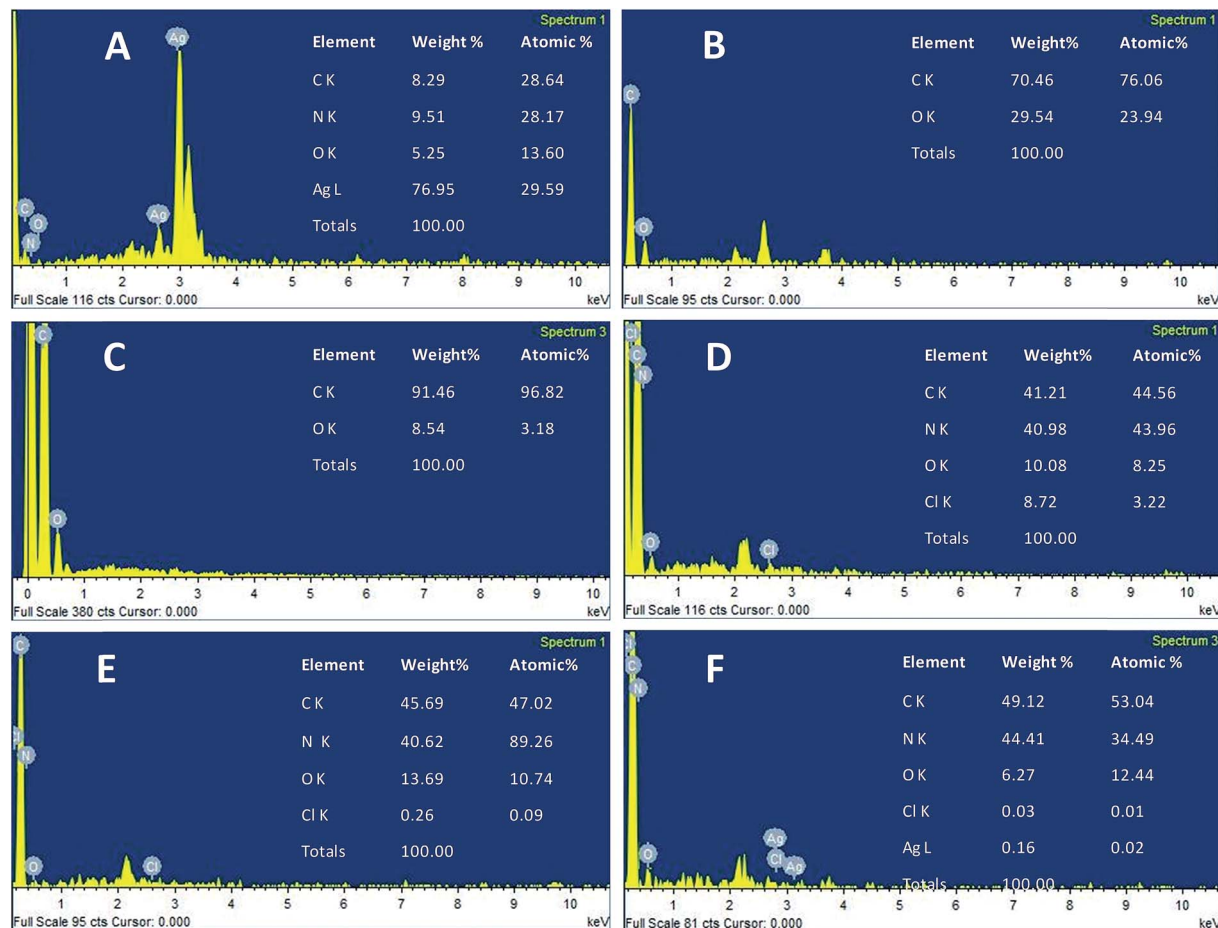 Spectrum 1
A
Element Weight % Atomic %
C K 8.29 28.64
N K 9.51 28.17
O K 5.25 13.60
Ag L 76.95 29.59
Totals 100.00
Ag
Ag
C
O
N
1 2 3 4 5 6 7 8 9 10
Full Scale 116 cts Cursor: 0.000 keV
Spectrum 1
B
Element Weight% Atomic%
C K 70.46 76.06
O K 29.54 23.94
Totals 100.00
C
O
1 2 3 4 5 6 7 8 9 10
Full Scale 95 cts Cursor: 0.000 keV
Spectrum 3
C
Element Weight% Atomic%
C K 91.46 96.82
O K 8.54 3.18
Totals 100.00
C
O
0 1 2 3 4 5 6 7 8 9 10
Full Scale 380 cts Cursor: 0.000 keV
Spectrum 1
D
Element Weight% Atomic%
C K 41.21 44.56
N K 40.98 43.96
O K 10.08 8.25
Cl K 8.72 3.22
Totals 100.00
Cl
C
N
O
Cl
1 2 3 4 5 6 7 8 9 10
Full Scale 116 cts Cursor: 0.000 keV
Spectrum 1
E
Element Weight% Atomic%
C K 45.69 47.02
N K 40.62 89.26
O K 13.69 10.74
Cl K 0.26 0.09
Totals 100.00
C
Cl
N
O
Cl
1 2 3 4 5 6 7 8 9 10
Full Scale 95 cts Cursor: 0.000 keV
Spectrum 3
F
Element Weight % Atomic %
C K 49.12 53.04
N K 44.41 34.49
O K 6.27 12.44
Cl K 0.03 0.01
Ag L 0.16 0.02
Totals 100.00
Cl
C
N
O
Ag
Cl
Ag
1 2 3 4 5 6 7 8 9 10
Full Scale 81 cts Cursor: 0.000 keV